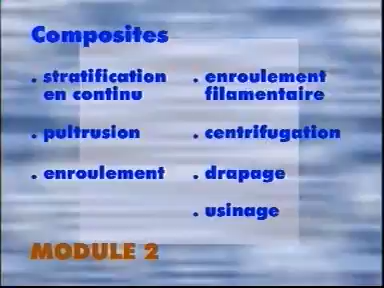 Composites
. stratification
en continu
. pultrusion
. enroulement
. enroulement
filamentaire
. centrifugation
. drapage
. usinage
MODULE 2